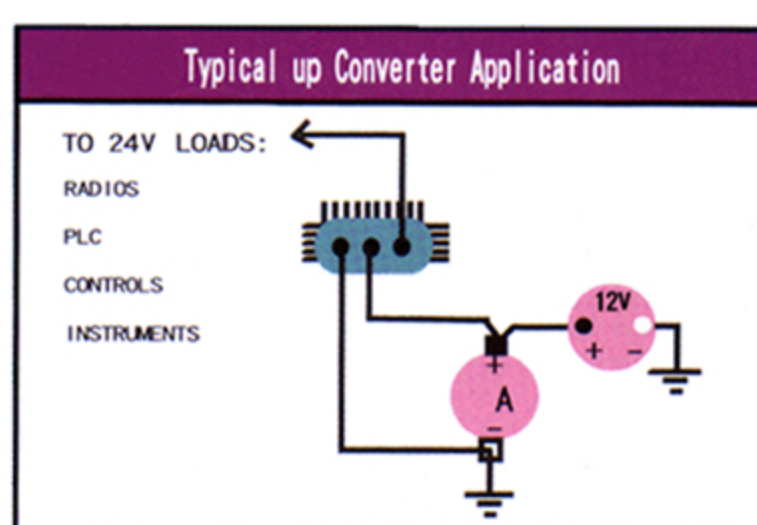 Typical up Converter Application
TO 24V LOADS:
RADIOS
PLC
CONTROLS
INSTRUMENTS
12V
+ −
+
A
−